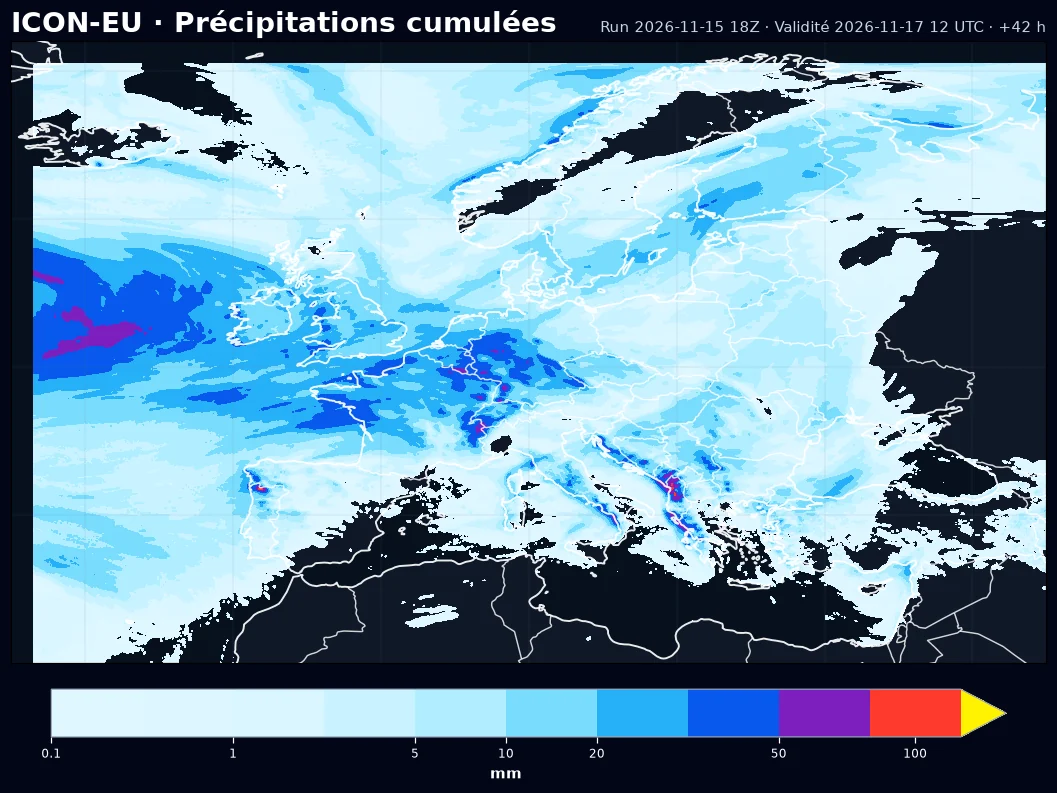 ICON-EU · Précipitations cumulées
Run 2026-11-15 18Z · Validité 2026-11-17 12 UTC · +42 h
0.1 1 5 10 20 50 100
mm